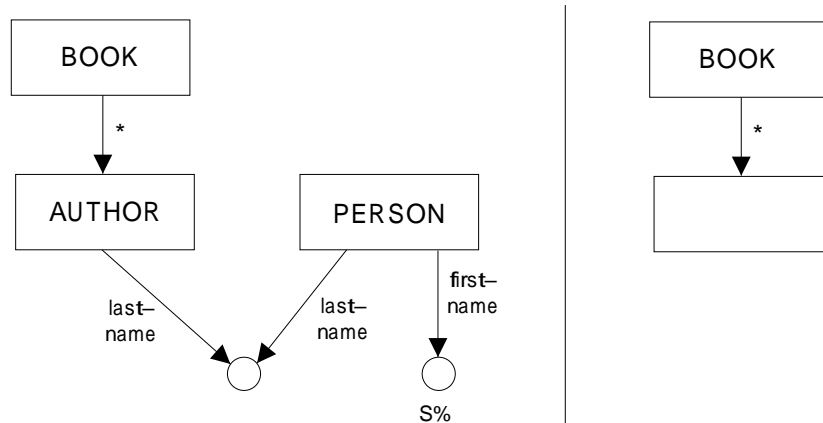 BOOK
*
AUTHOR
PERSON
last–
name
last–
name
first–
name
S%
BOOK
*